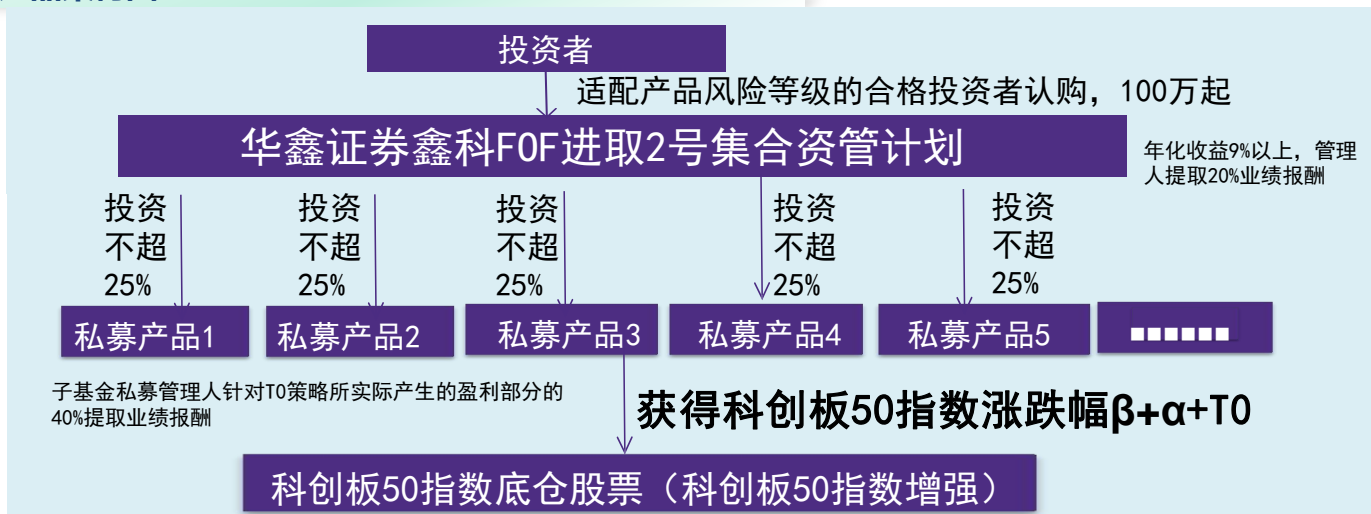 投资者
适配产品风险等级的合格投资者认购，100万起
华鑫证券鑫科FOF进取2号集合资管计划
年化收益9%以上，管理
人提取20%业绩报酬
投资
不超
25%
投资
不超
25%
投资
不超
25%
投资
不超
25%
投资
不超
25%
私募产品1
私募产品2
私募产品3
私募产品4
私募产品5
......
子基金私募管理人针对T0策略所实际产生的盈利部分的
40%提取业绩报酬
获得科创板50指数涨跌幅β+α+T0
科创板50指数底仓股票（科创板50指数增强）